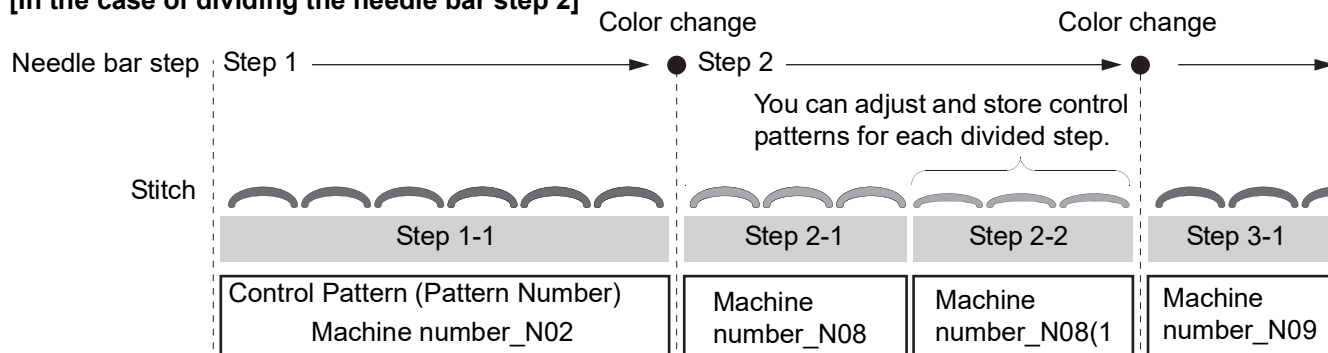 [In the case of dividing the needle bar step 2]
Color change
Color change
Needle bar step
Step 1
Step 2
You can adjust and store control
patterns for each divided step.
Stitch
Step 1-1
Step 2-1
Step 2-2
Step 3-1
Control Pattern (Pattern Number)
Machine number_N02
Machine
number_N08
Machine
number_N08(1
Machine
number_N09